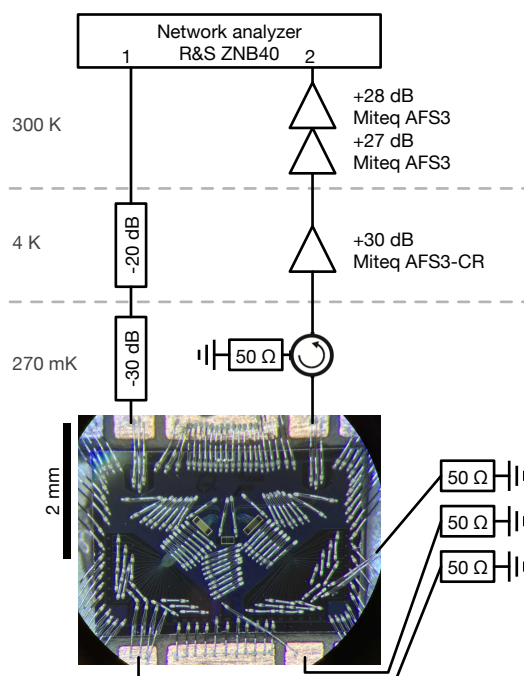 Network analyzer
R&S ZNB40
1
2
+28 dB
Miteq AFS3
300 K
+27 dB
Miteq AFS3
-20 dB
4 K
+30 dB
Miteq AFS3-CR
-30 dB
270 mK
50 Ω
2 mm
50 Ω
50 Ω
50 Ω